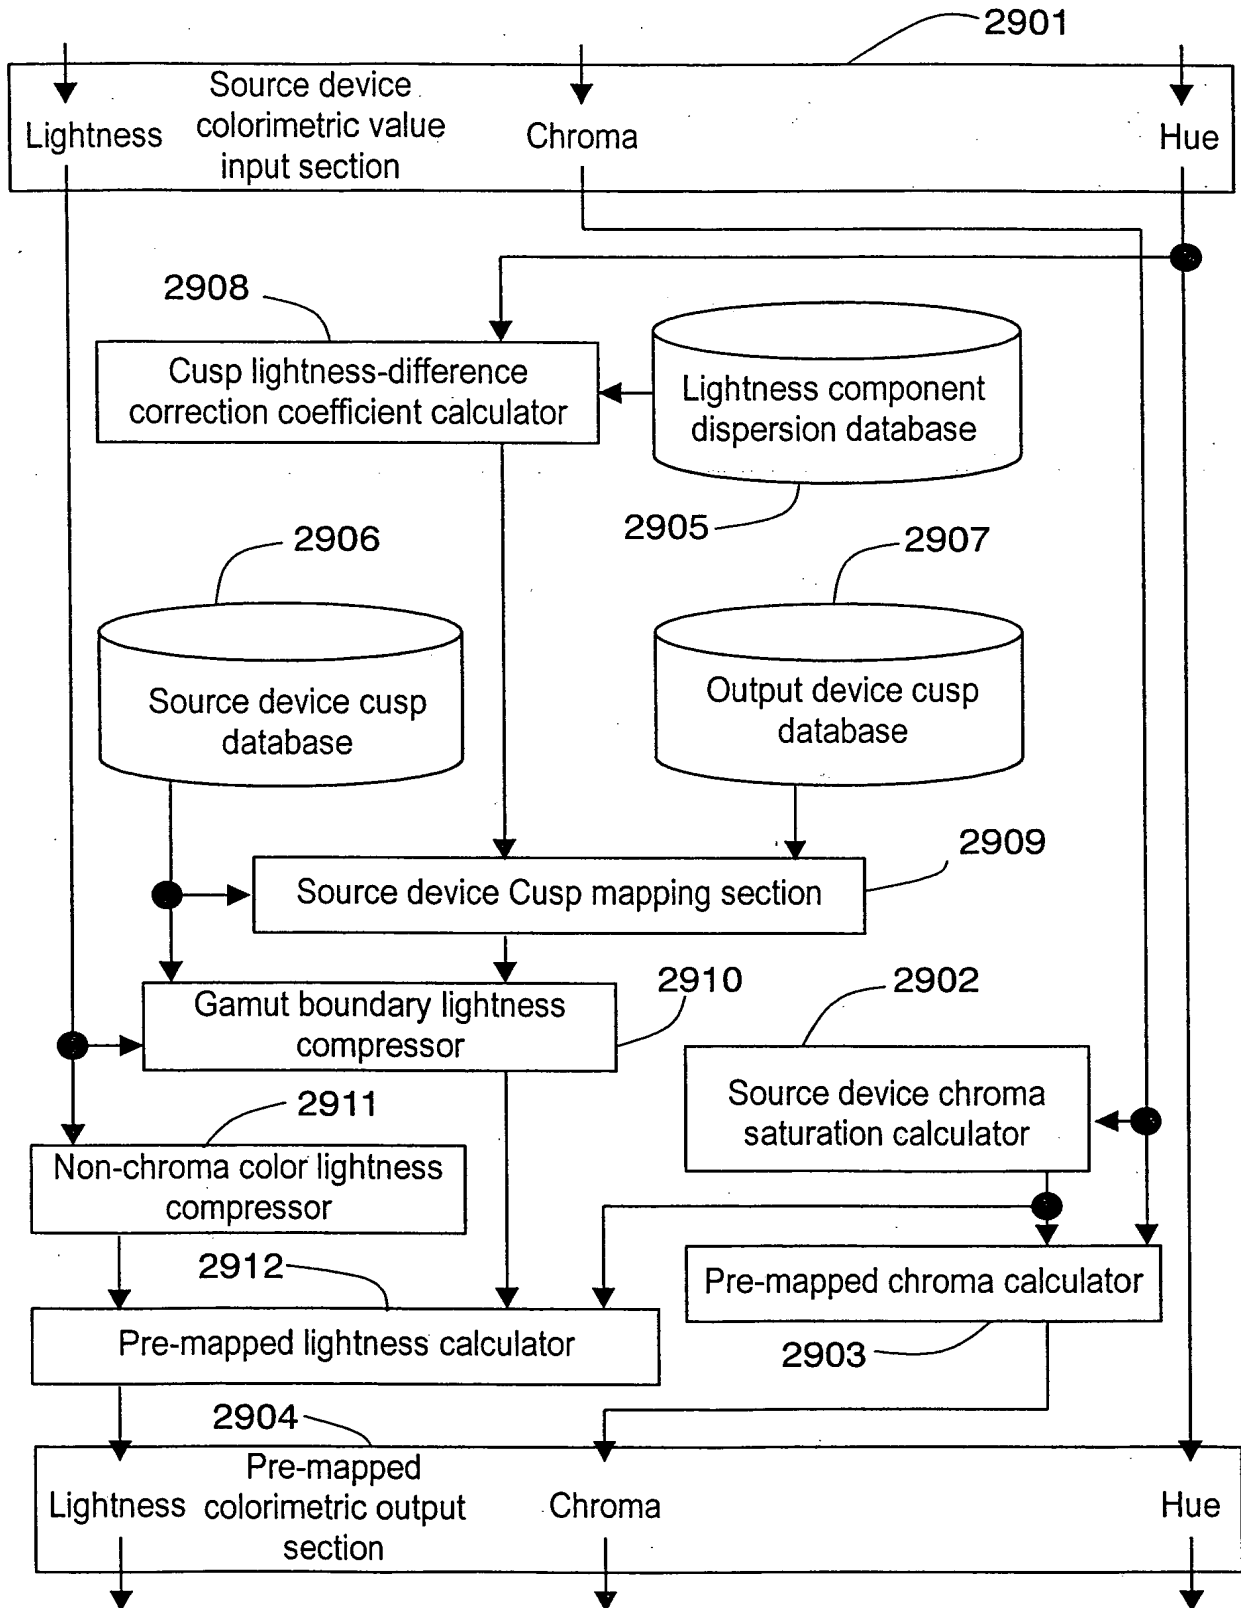 2901
Source device
colorimetric value
input section
Lightness
Chroma
Hue
2908
Cusp lightness-difference
correction coefficient calculator
Lightness component
dispersion database
2905
2906
2907
Source device cusp
database
Output device cusp
database
2909
Source device Cusp mapping section
2910
Gamut boundary lightness
compressor
2902
Source device chroma
saturation calculator
2911
Non-chroma color lightness
compressor
2912
Pre-mapped chroma calculator
Pre-mapped lightness calculator
2903
2904
Pre-mapped
colorimetric output
section
Lightness
Chroma
Hue